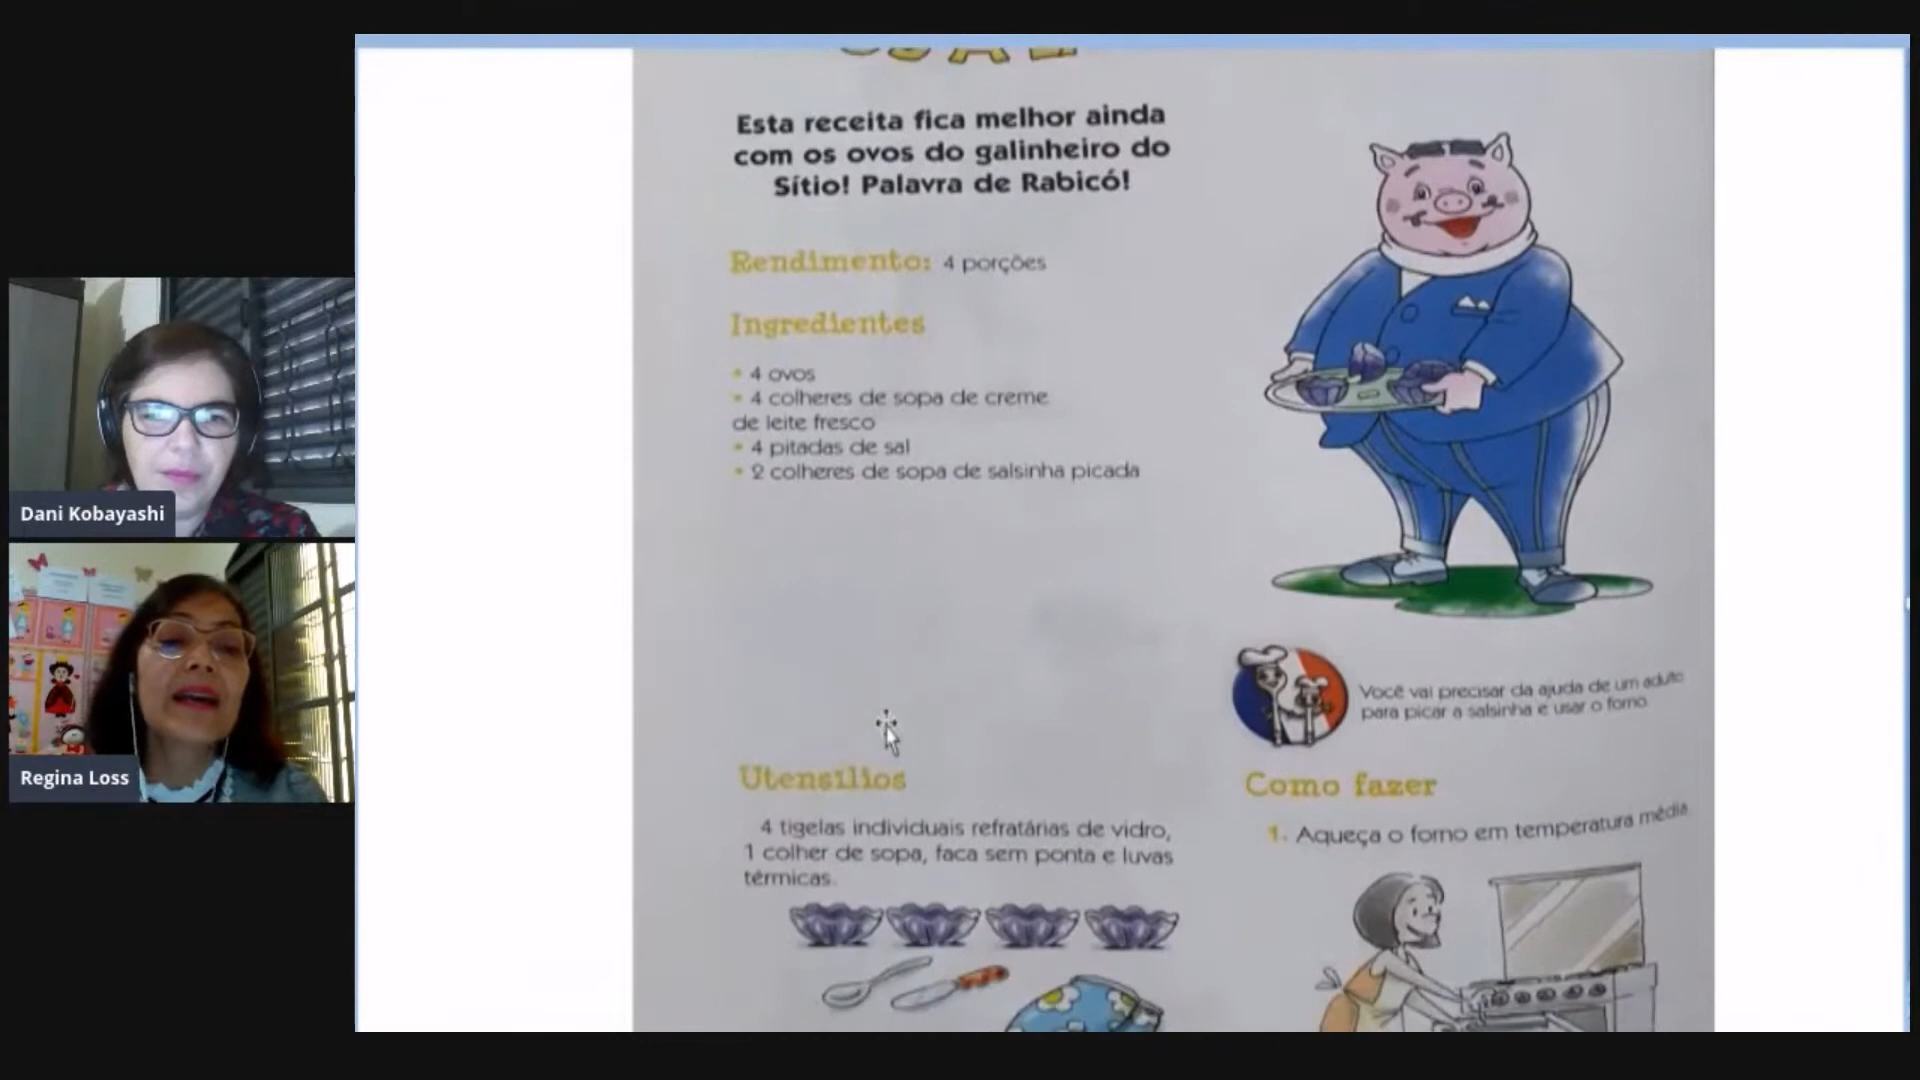 Esta receita fica melhor ainda
com os ovos do galinheiro do
Sítio! Palavra de Rabicó!
Rendimento: 4 porções
Ingredientes
• 4 ovos
• 4 colheres de sopa de creme
de leite fresco
• 4 pitadas de sal
• 2 colheres de sopa de salsinha picada
Você vai precisar da ajuda de um adulto
para picar a salsinha e usar o forno.
Utensílios
4 tigelas individuais refratárias de vidro,
1 colher de sopa, faca sem ponta e luvas
térmicas.
Como fazer
1. Aqueça o forno em temperatura média
Dani Kobayashi
Regina Loss